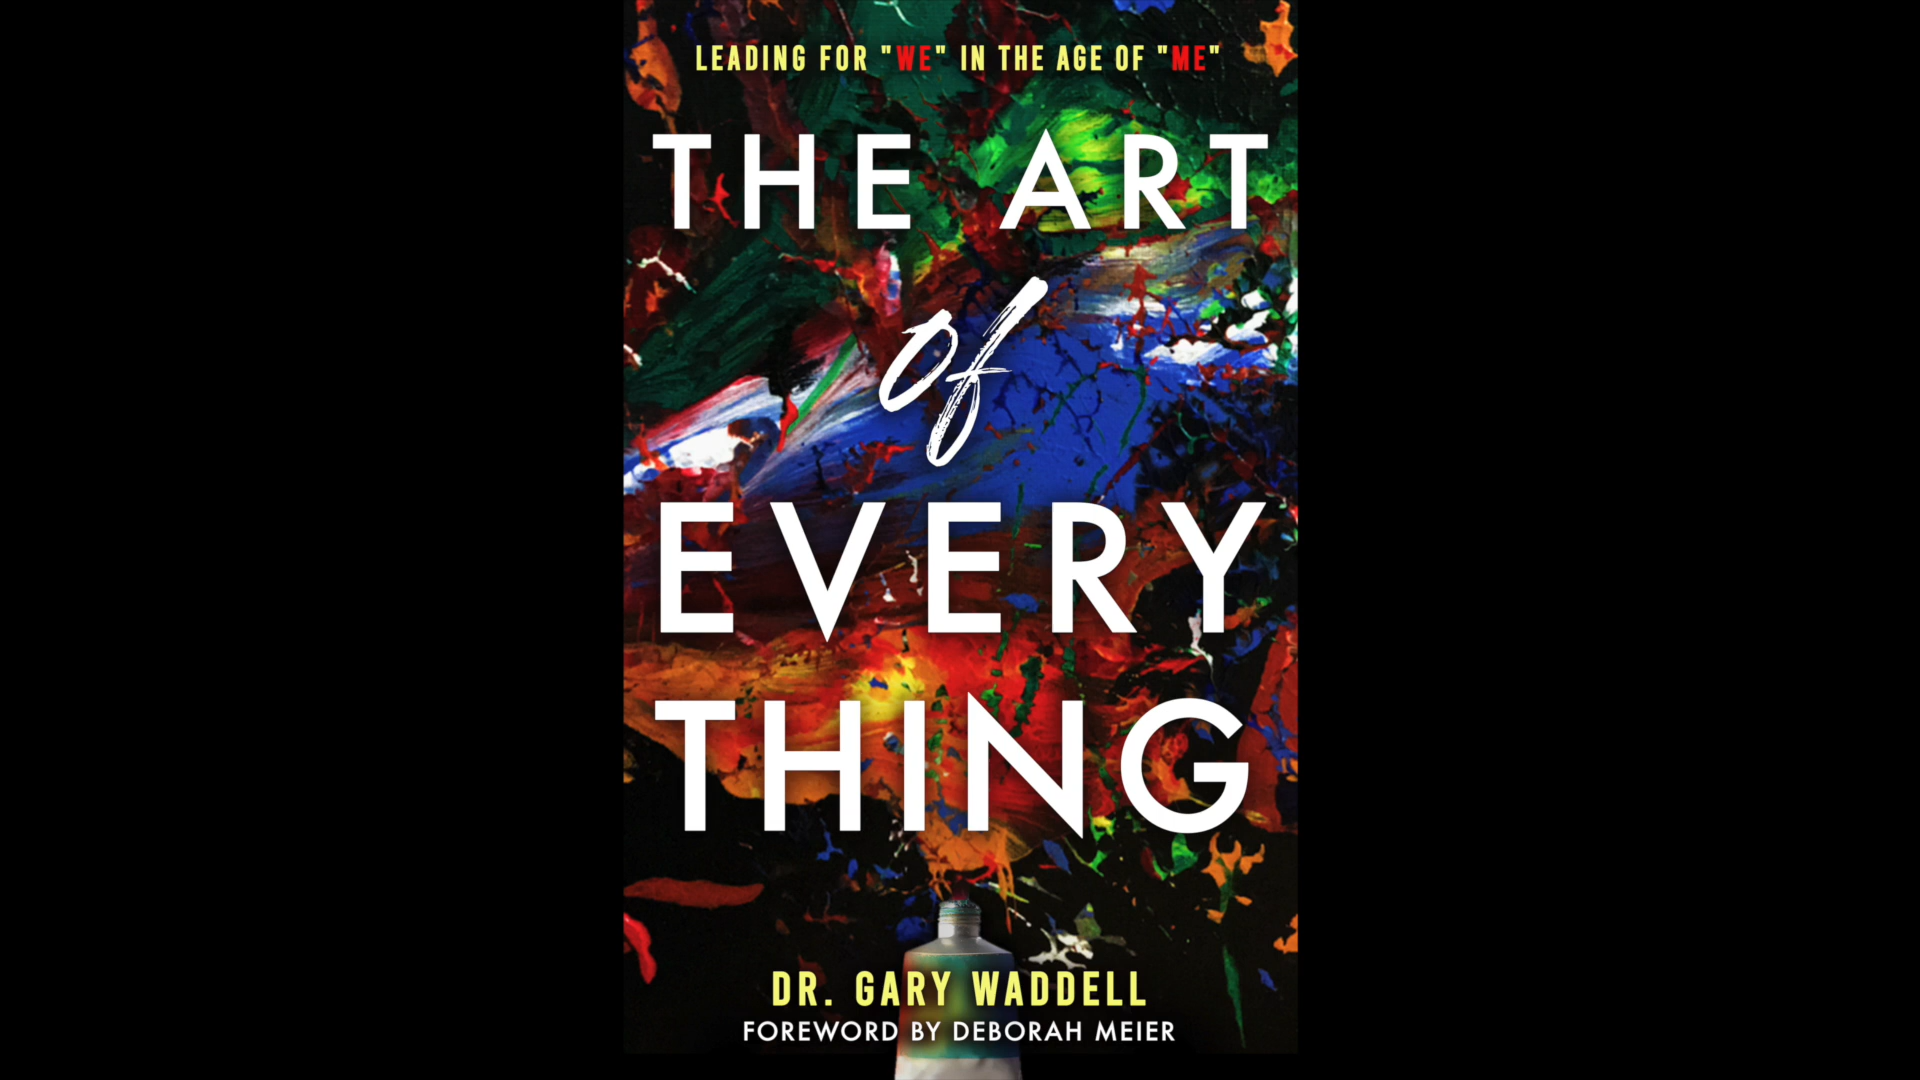 LEADING FOR "WE" IN THE AGE OF "ME"
THE ART
of
EVERY
THING
DR. GARY WADDELL
FOREWORD BY DEBORAH MEIER